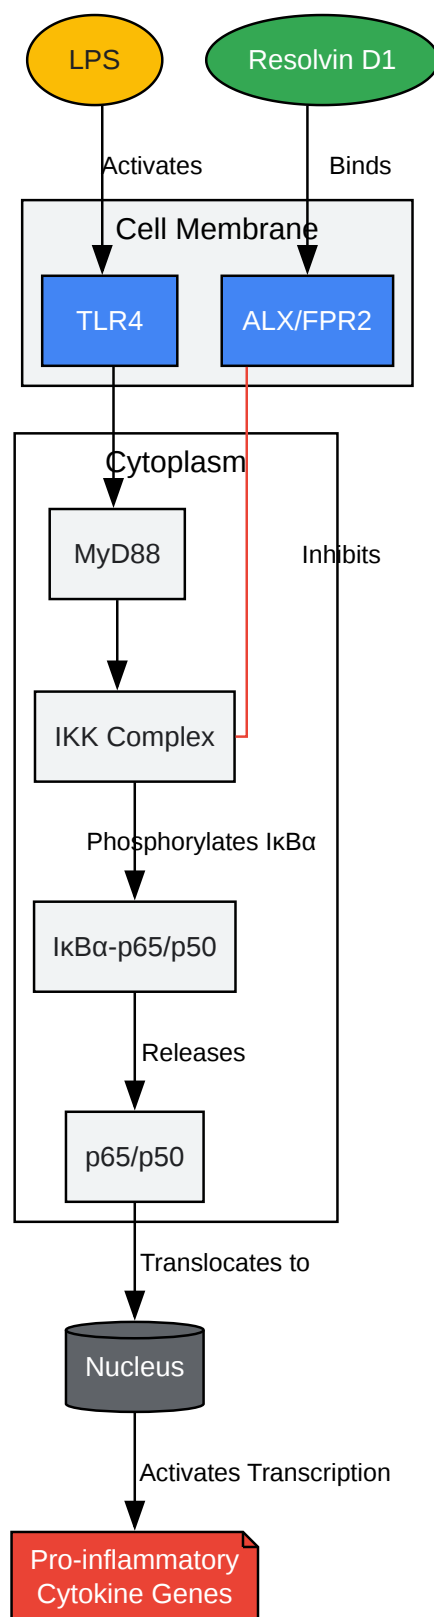 LPS
Resolvin D1
Activates
Binds
Cell Membrane
TLR4
ALX/FPR2
Cytoplasm
MyD88
Inhibits
IKK Complex
Phosphorylates IκBα
IκBα-p65/p50
Releases
p65/p50
Translocates to
Nucleus
Activates Transcription
Pro-inflammatory
Cytokine Genes